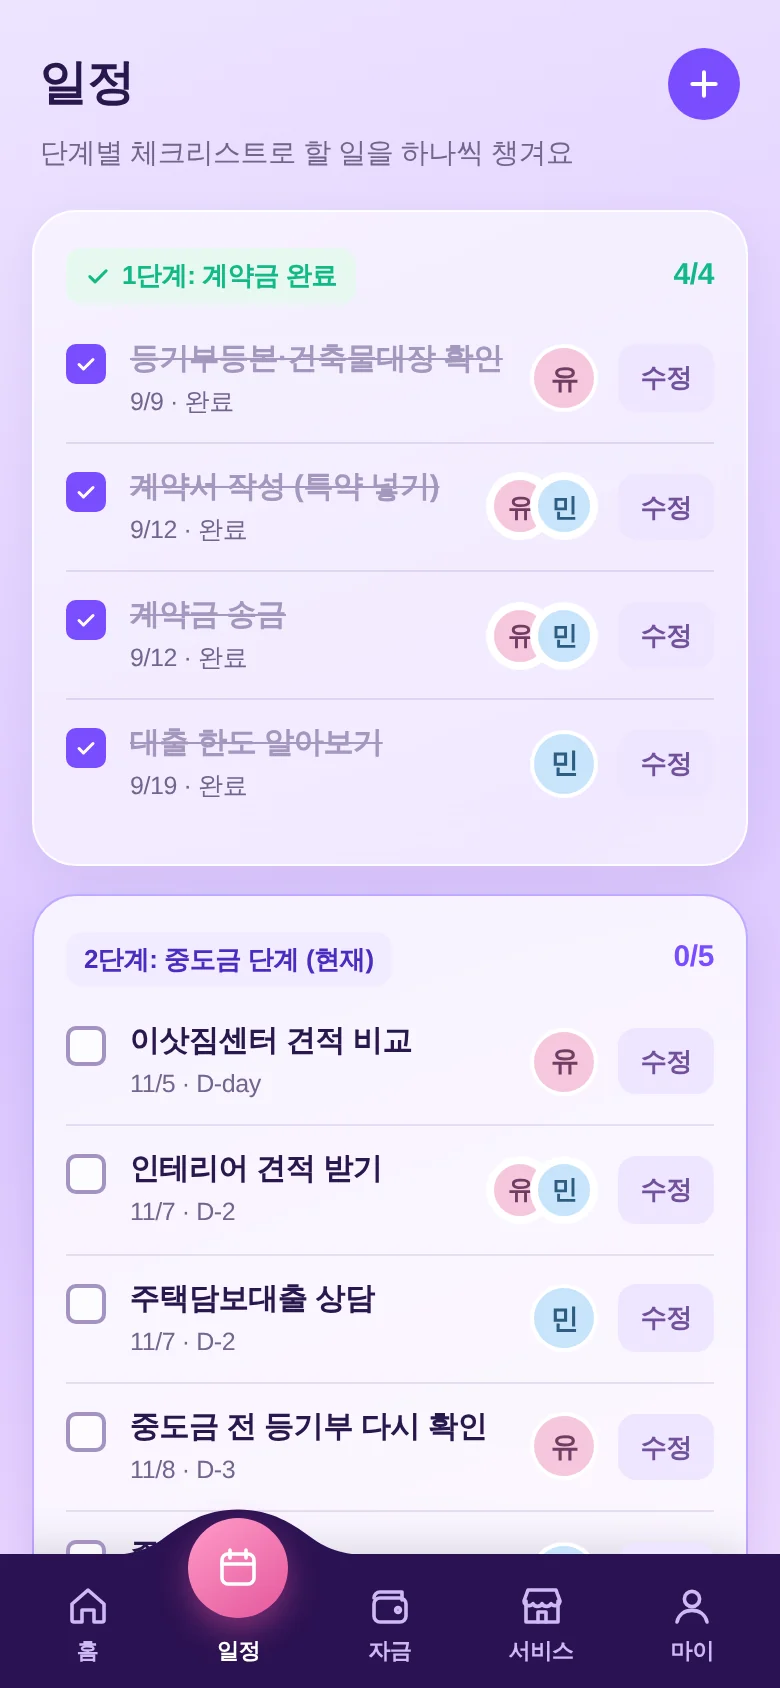 일정
단계별 체크리스트로 할 일을 하나씩 챙겨요
1단계: 계약금 완료
4/4
등기부등본·건축물대장 확인
유
수정
9/9 · 완료
계약서 작성 (특약 넣기)
유 민
수정
9/12 · 완료
계약금 송금
유 민
수정
9/12 · 완료
대출 한도 알아보기
민
수정
9/19 · 완료
2단계: 중도금 단계 (현재)
0/5
이삿짐센터 견적 비교
유
수정
11/5 · D-day
인테리어 견적 받기
유 민
수정
11/7 · D-2
주택담보대출 상담
민
수정
11/7 · D-2
중도금 전 등기부 다시 확인
유
수정
11/8 · D-3
홈
일정
자금
서비스
마이